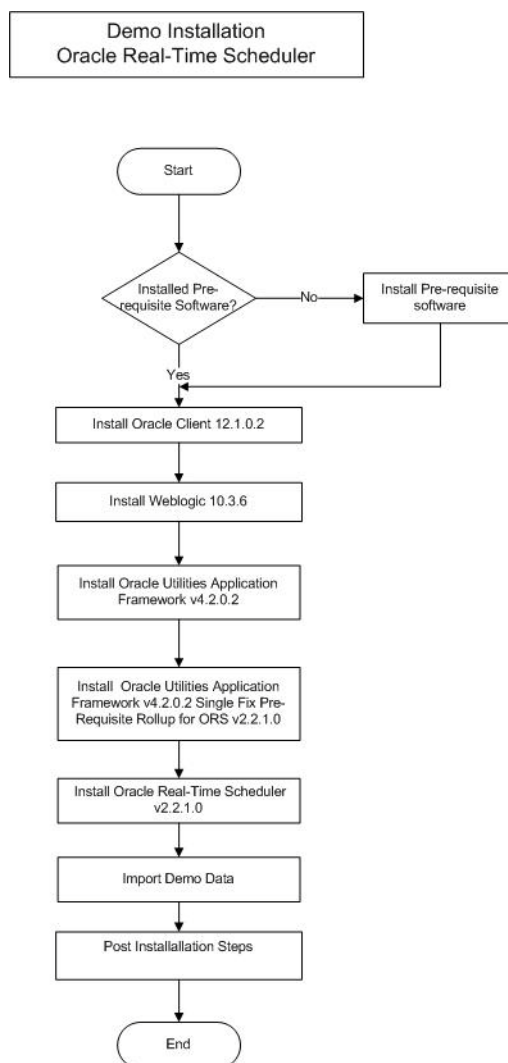 Demo Installation
Oracle Real-Time Scheduler
Start
Installed Pre-
requisite Software?
No
Install Pre-requisite
software
Yes
Install Oracle Client 12.1.0.2
Install Weblogic 10.3.6
Install Oracle Utilities Application
Framework v4.2.0.2
Install Oracle Utilities Application
Framework v4.2.0.2 Single Fix Pre-
Requisite Rollup for ORS v2.2.1.0
Install Oracle Real-Time Scheduler
v2.2.1.0
Import Demo Data
Post Installallation Steps
End